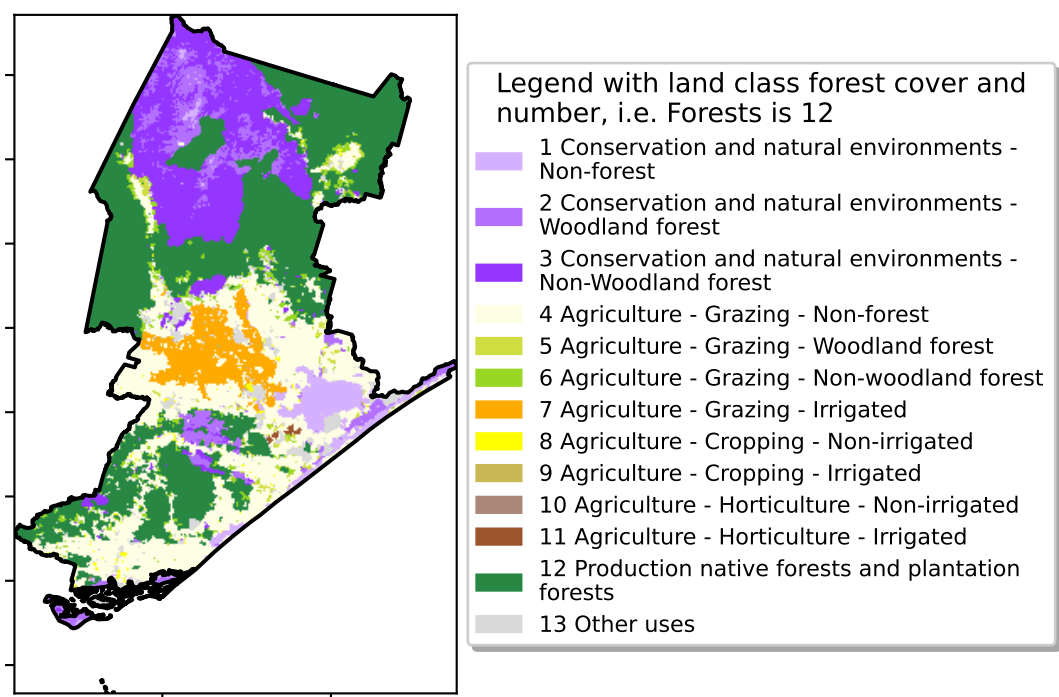 Legend with land class forest cover and
number, i.e. Forests is 12
1 Conservation and natural environments -
Non-forest
2 Conservation and natural environments -
Woodland forest
3 Conservation and natural environments -
Non-Woodland forest
4 Agriculture - Grazing - Non-forest
5 Agriculture - Grazing - Woodland forest
6 Agriculture - Grazing - Non-woodland forest
7 Agriculture - Grazing - Irrigated
8 Agriculture - Cropping - Non-irrigated
9 Agriculture - Cropping - Irrigated
10 Agriculture - Horticulture - Non-irrigated
11 Agriculture - Horticulture - Irrigated
12 Production native forests and plantation
forests
13 Other uses